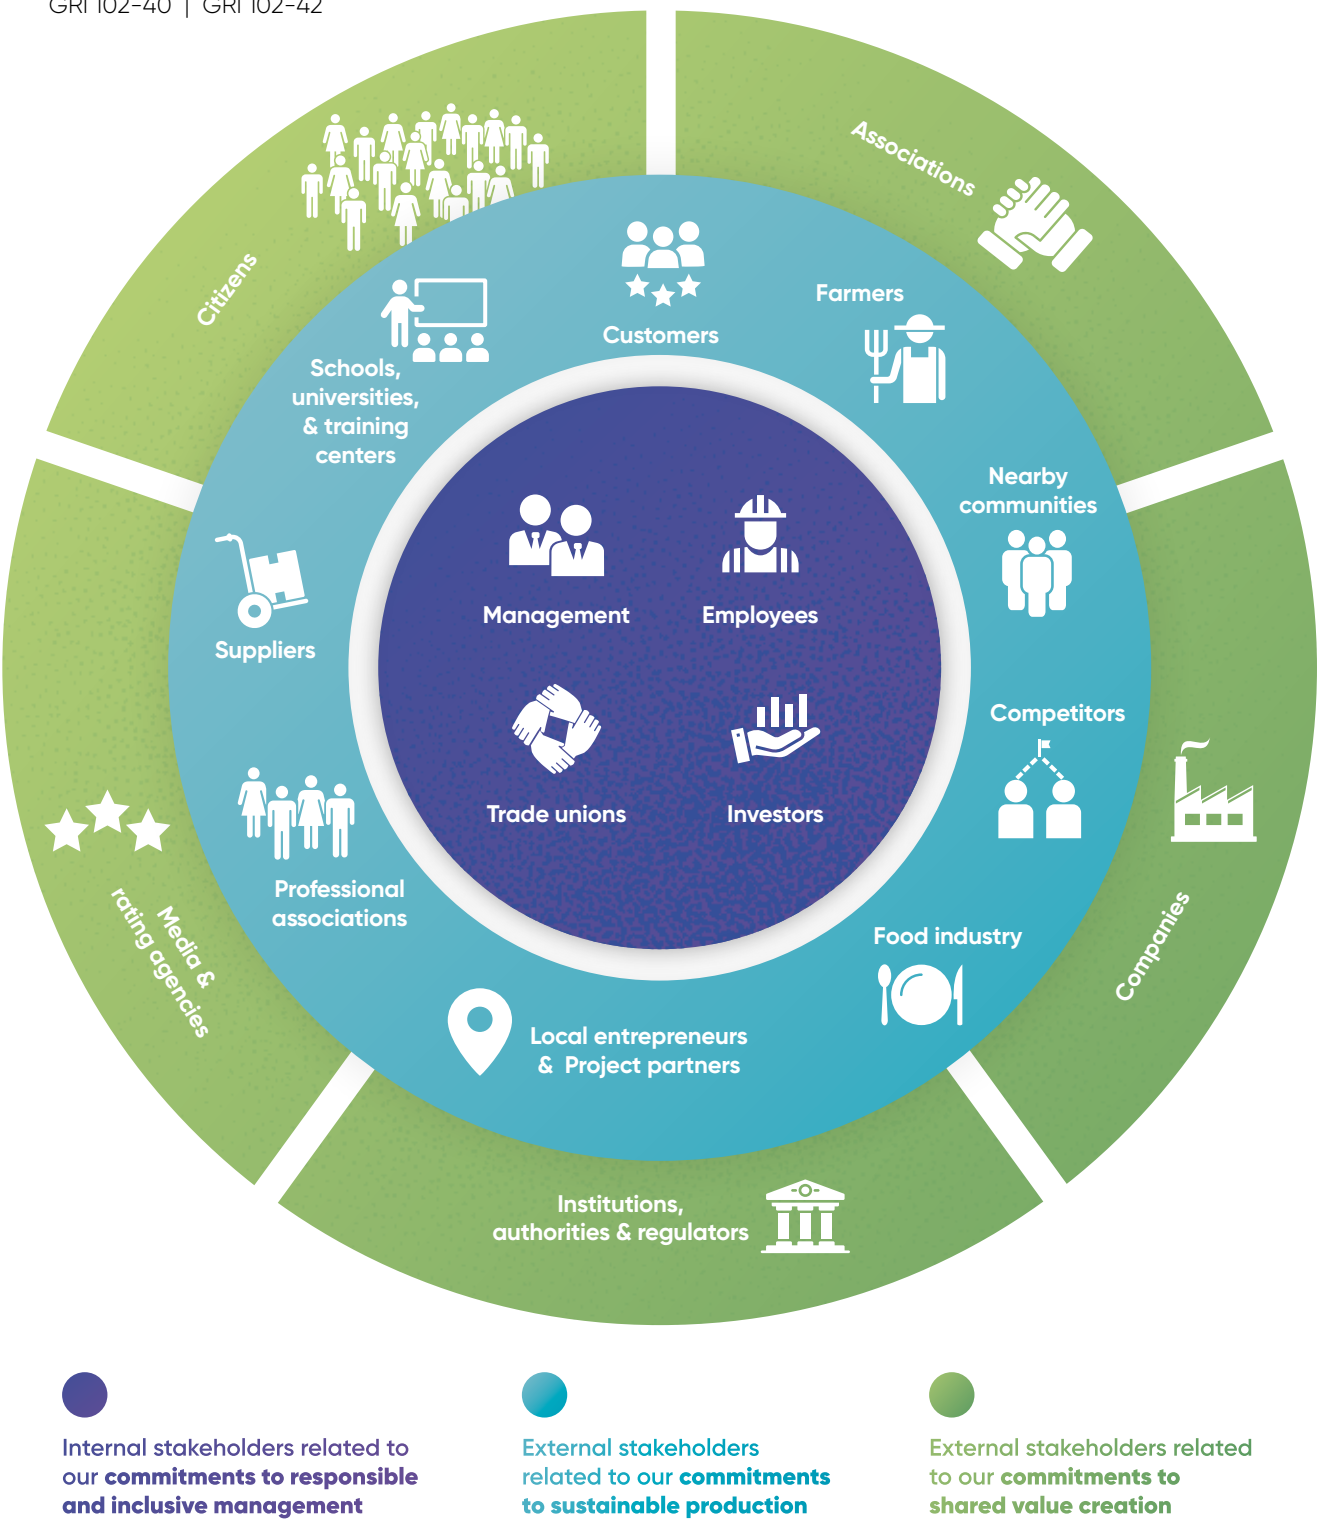 GRI 102-40 | GRI 102-42
Associations
Citizens
Customers
Farmers
Schools,
universities,
& training
centers
Nearby
communities
Management
Employees
Suppliers
Competitors
Trade unions
Investors
Professional
associations
Media &
rating agencies
Companies
Food industry
Local entrepreneurs
& Project partners
Institutions,
authorities & regulators
Internal stakeholders related to
our commitments to responsible
and inclusive management
External stakeholders
related to our commitments
to sustainable production
External stakeholders related
to our commitments to
shared value creation